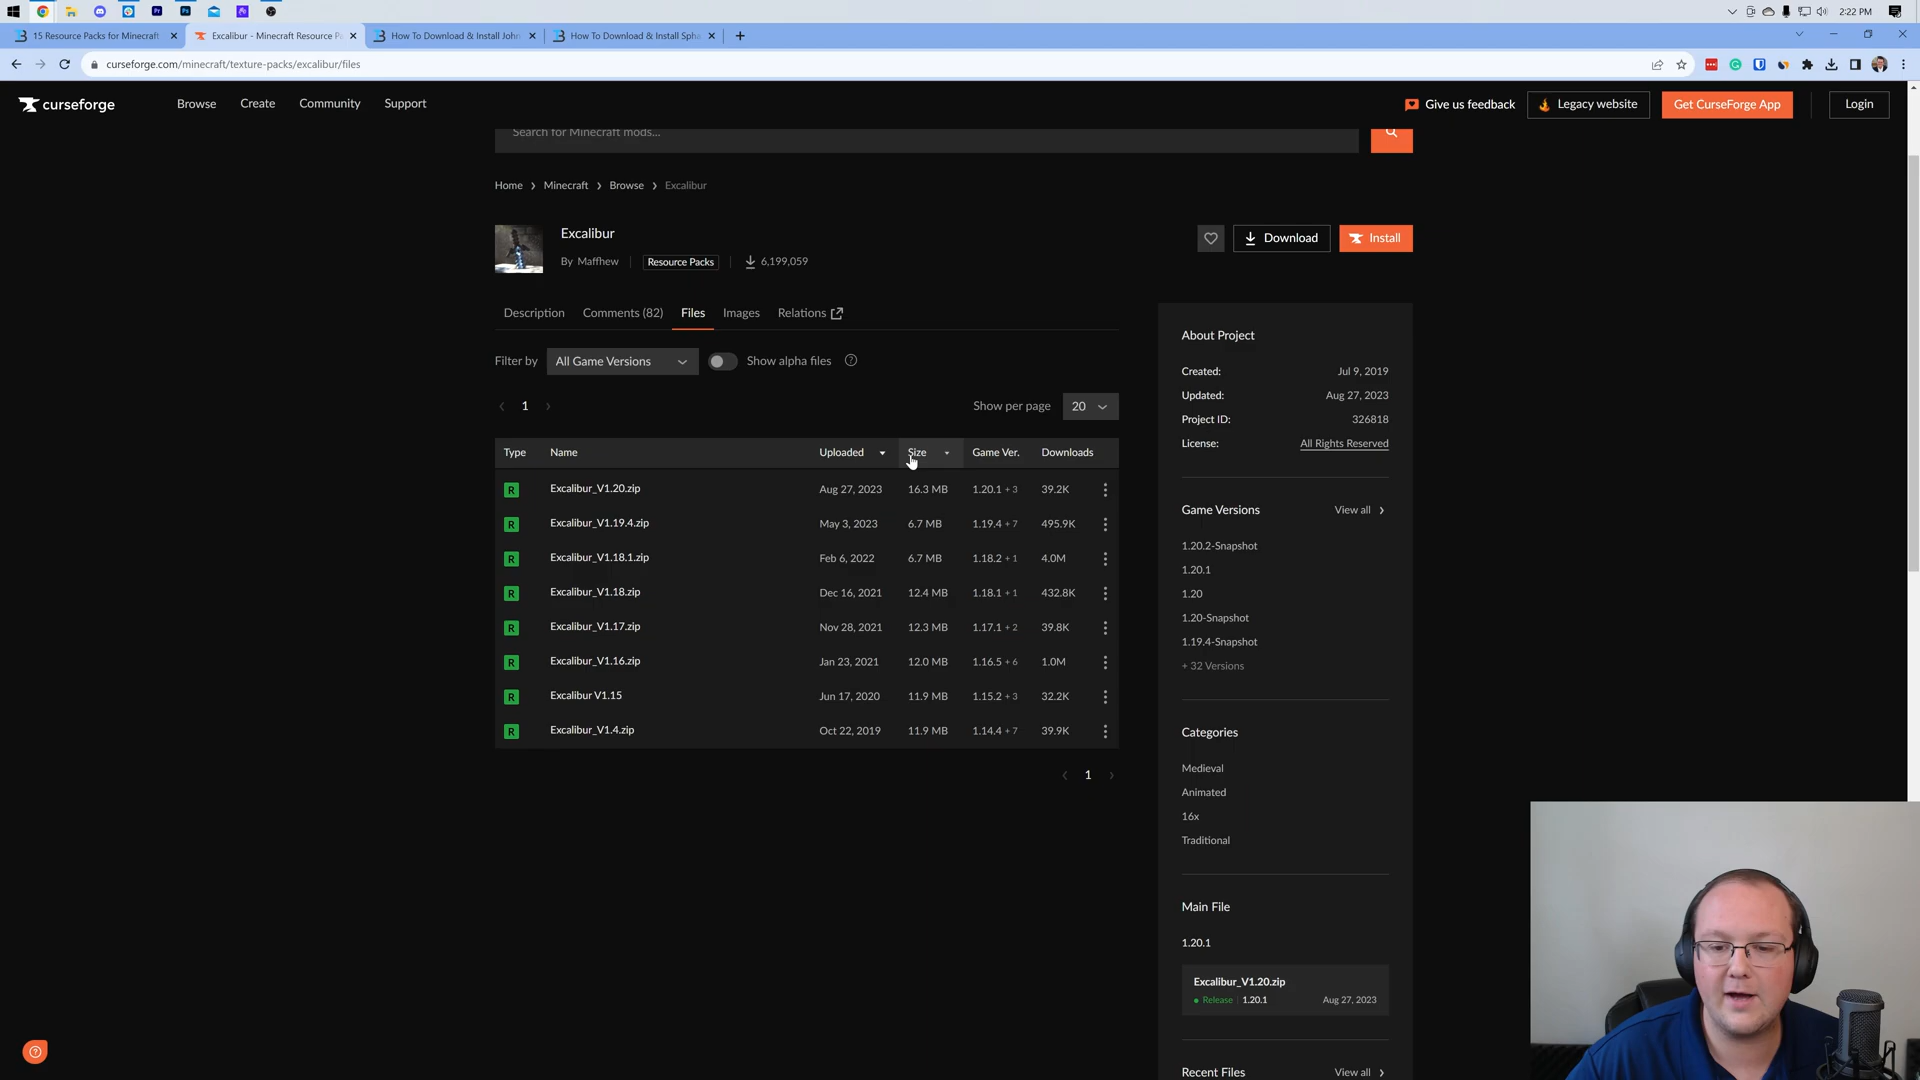 15 Resource Packs for Minecraft
Excalibur - Minecraft Resource Pa
How To Download & Install John
How To Download & Install Spha
2:22 PM
curseforge.com/minecraft/texture-packs/excalibur/files
curseforge
Browse
Create
Community
Support
Give us feedback
Legacy website
Get CurseForge App
Login
Search for Minecraft mods...
Home > Minecraft > Browse > Excalibur
Excalibur
By Maffhew | Resource Packs | 6,199,059
Download
Install
Description
Comments (82)
Files
Images
Relations
Filter by
All Game Versions
Show alpha files
1
Show per page
20
Type Name Uploaded Size Game Ver. Downloads
R Excalibur_V1.20.zip Aug 27, 2023 16.3 MB 1.20.1 + 3 39.2K
R Excalibur_V1.19.4.zip May 3, 2023 6.7 MB 1.19.4 + 7 495.9K
R Excalibur_V1.18.1.zip Feb 6, 2022 6.7 MB 1.18.2 + 1 4.0M
R Excalibur_V1.18.zip Dec 16, 2021 12.4 MB 1.18.1 + 1 432.8K
R Excalibur_V1.17.zip Nov 28, 2021 12.3 MB 1.17.1 + 2 39.8K
R Excalibur_V1.16.zip Jan 23, 2021 12.0 MB 1.16.5 + 6 1.0M
R Excalibur V1.15 Jun 17, 2020 11.9 MB 1.15.2 + 3 32.2K
R Excalibur_V1.4.zip Oct 22, 2019 11.9 MB 1.14.4 + 7 39.9K
1
About Project
Created: Jul 9, 2019
Updated: Aug 27, 2023
Project ID: 326818
License: All Rights Reserved
Game Versions
View all
1.20.2-Snapshot
1.20.1
1.20
1.20-Snapshot
1.19.4-Snapshot
+ 32 Versions
Categories
Medieval
Animated
16x
Traditional
Main File
1.20.1
Excalibur_V1.20.zip
Release | 1.20.1 Aug 27, 2023
Recent Files
View all